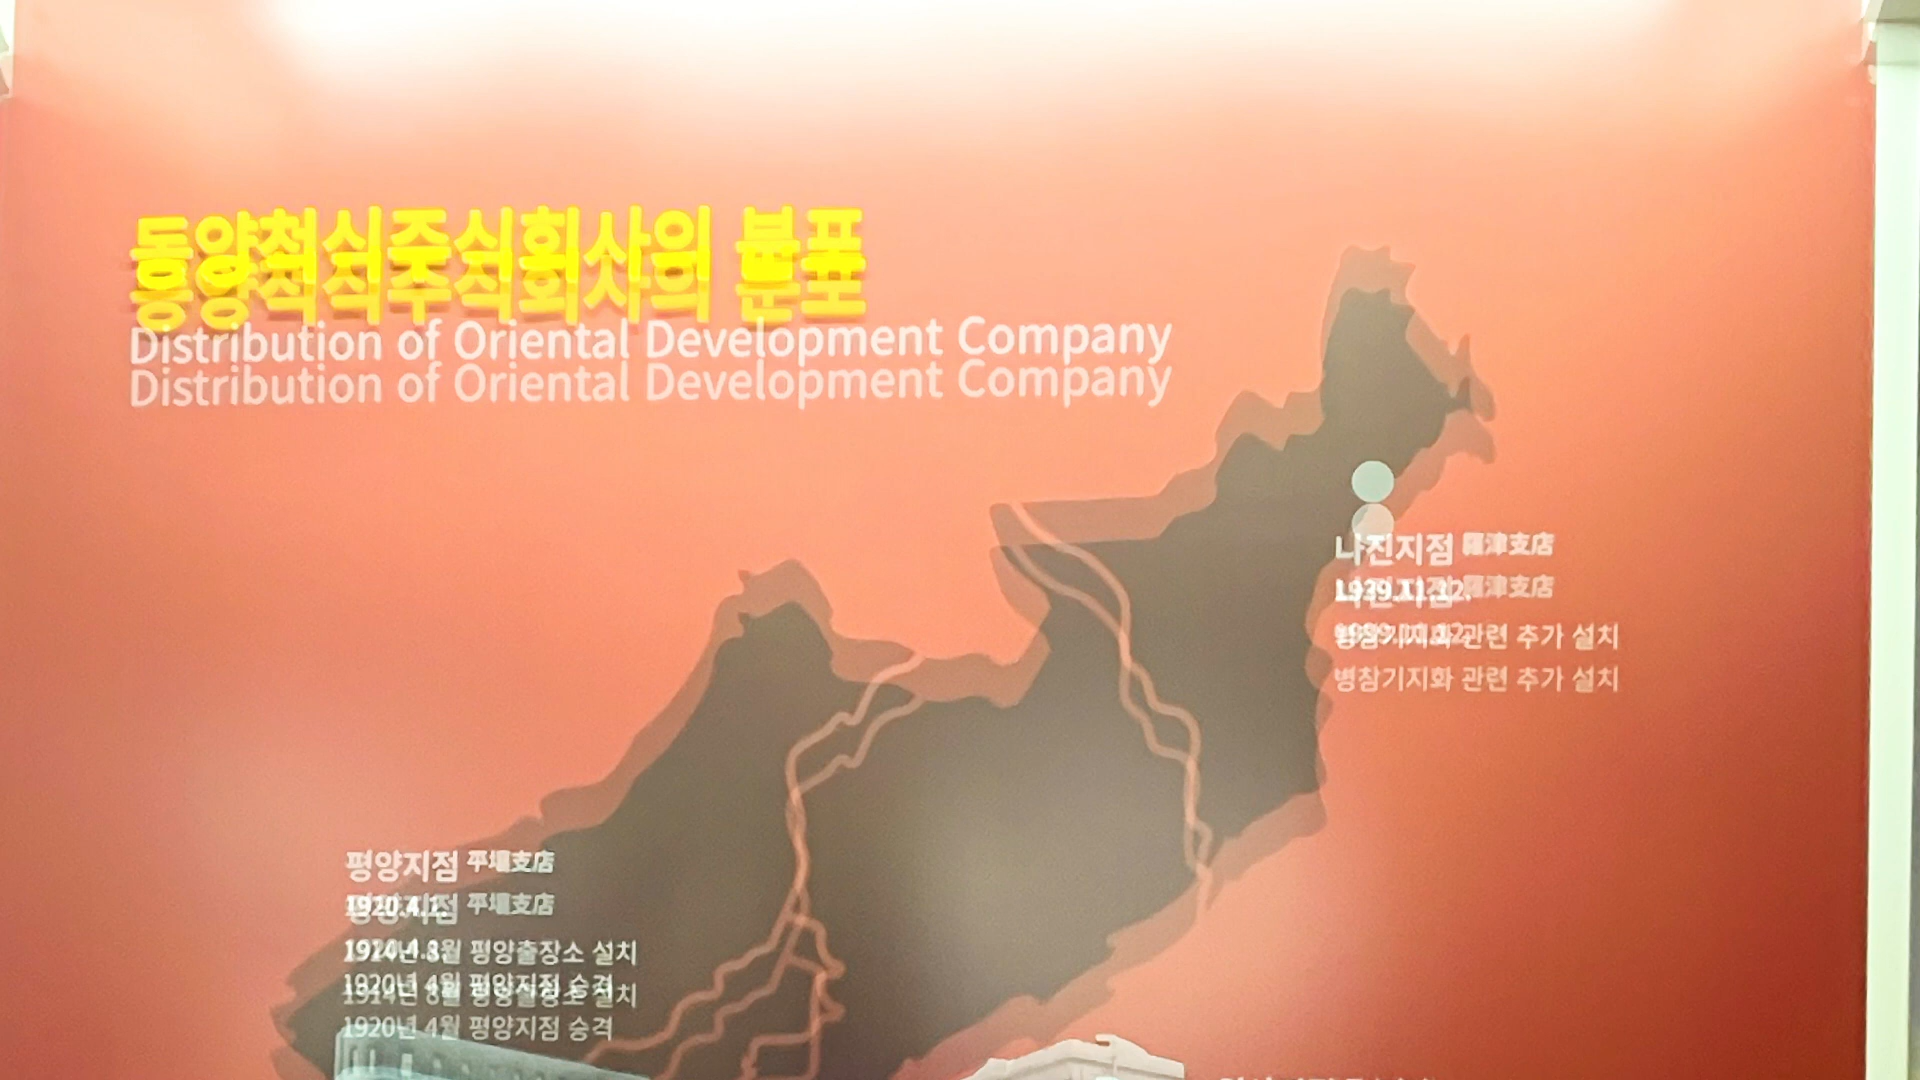 동양척식주식회사의 분포
Distribution of Oriental Development Company
나진지점 羅津支店
1939.11.12.
병참기지화 관련 추가 설치
평양지점 平壤支店
1920.4.1.
1914년 8월 평양출장소 설치
1920년 4월 평양지점 승격